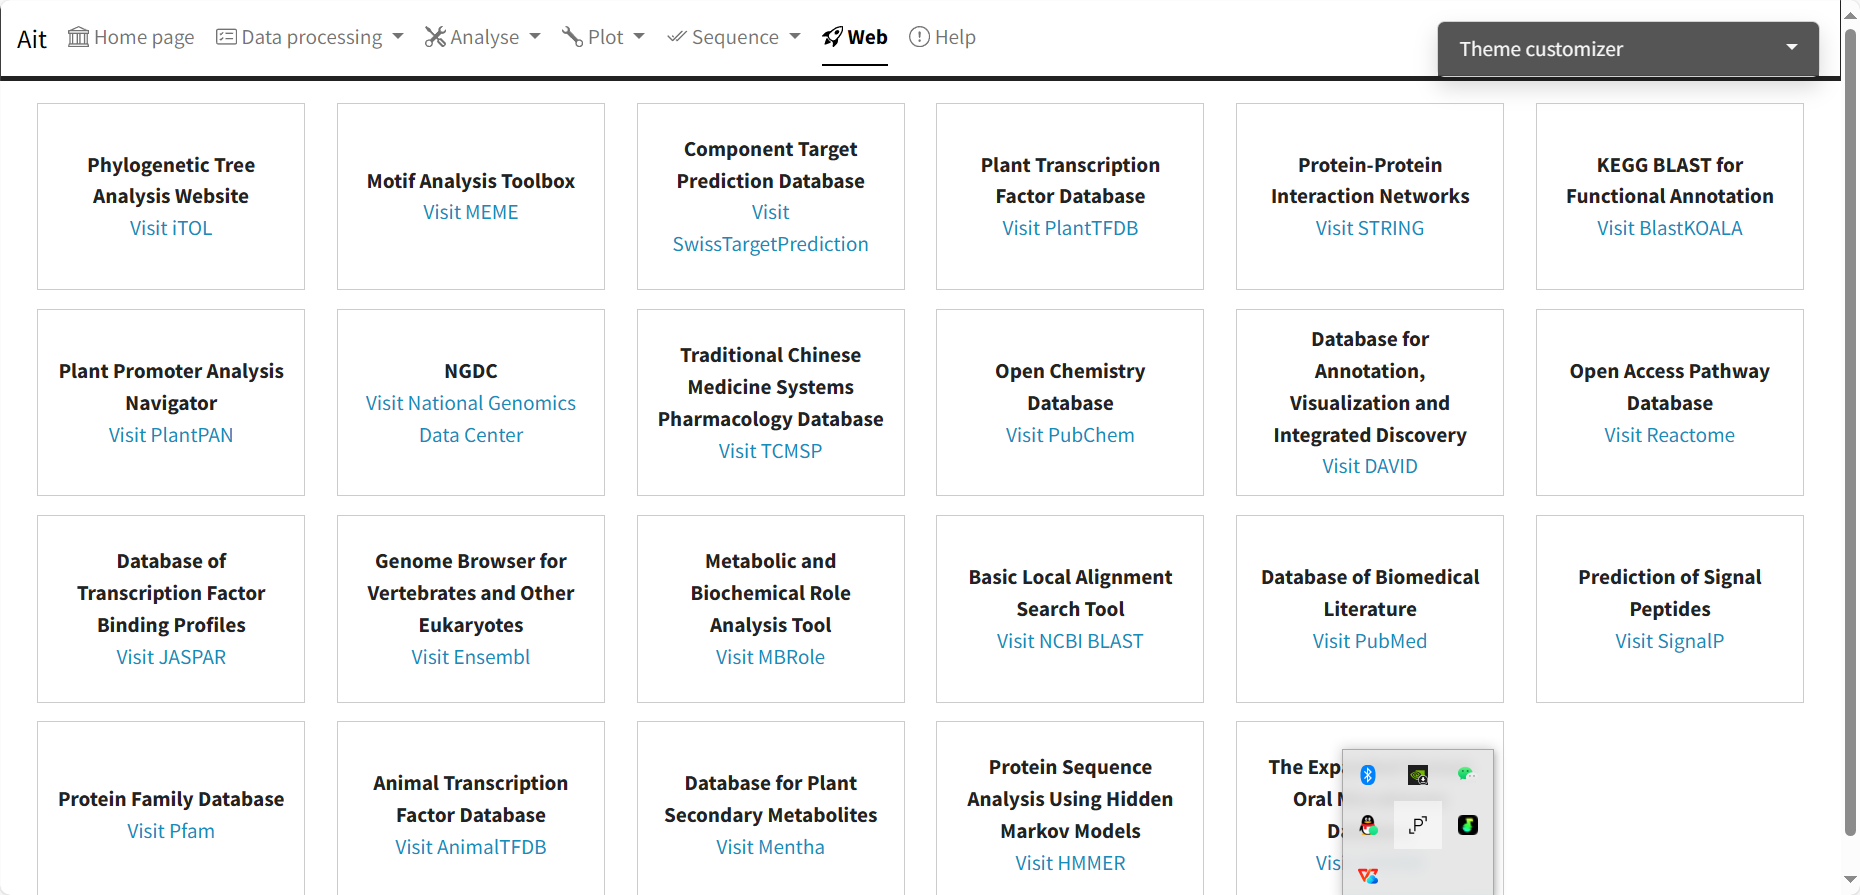 Ait
Home page
Data processing
Analyse
Plot
Sequence
Web
Help
Theme customizer
Phylogenetic Tree
Analysis Website
Visit iTOL
Motif Analysis Toolbox
Visit MEME
Component Target
Prediction Database
Visit
SwissTargetPrediction
Plant Transcription
Factor Database
Visit PlantTFDB
Protein-Protein
Interaction Networks
Visit STRING
KEGG BLAST for
Functional Annotation
Visit BlastKOALA
Plant Promoter Analysis
Navigator
Visit PlantPAN
NGDC
Visit National Genomics
Data Center
Traditional Chinese
Medicine Systems
Pharmacology Database
Visit TCMSP
Open Chemistry
Database
Visit PubChem
Database for
Annotation,
Visualization and
Integrated Discovery
Visit DAVID
Open Access Pathway
Database
Visit Reactome
Database of
Transcription Factor
Binding Profiles
Visit JASPAR
Genome Browser for
Vertebrates and Other
Eukaryotes
Visit Ensembl
Metabolic and
Biochemical Role
Analysis Tool
Visit MBRole
Basic Local Alignment
Search Tool
Visit NCBI BLAST
Database of Biomedical
Literature
Visit PubMed
Prediction of Signal
Peptides
Visit SignalP
Protein Family Database
Visit Pfam
Animal Transcription
Factor Database
Visit AnimalTFDB
Database for Plant
Secondary Metabolites
Visit Mentha
Protein Sequence
Analysis Using Hidden
Markov Models
Visit HMMER
The
Oral